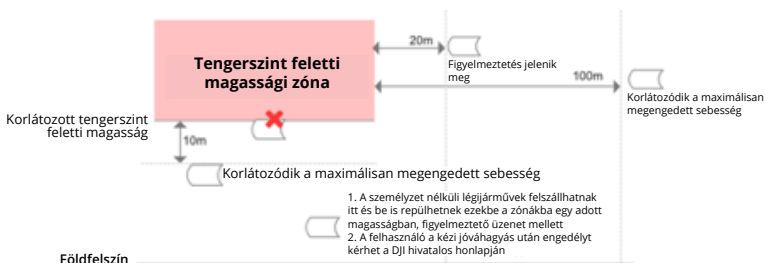 20m
Figyelmeztetés jelenik
meg
Tengerszint feletti
magassági zóna
100m
Korlátozódik a maximálisan
megengedett sebesség
Korlátozott tengerszint
feletti magasság
10m
Korlátozódik a maximálisan megengedett sebesség
1. A személyzet nélküli légijárművek felszállhatnak
itt és be is repülhetnek ezekbe a zónákba egy adott
magasságban, figyelmeztető üzenet mellett
2. A felhasználó a kézi jóváhagyás után engedélyt
kérhet a DJI hivatalos honlapján
Földfelszín